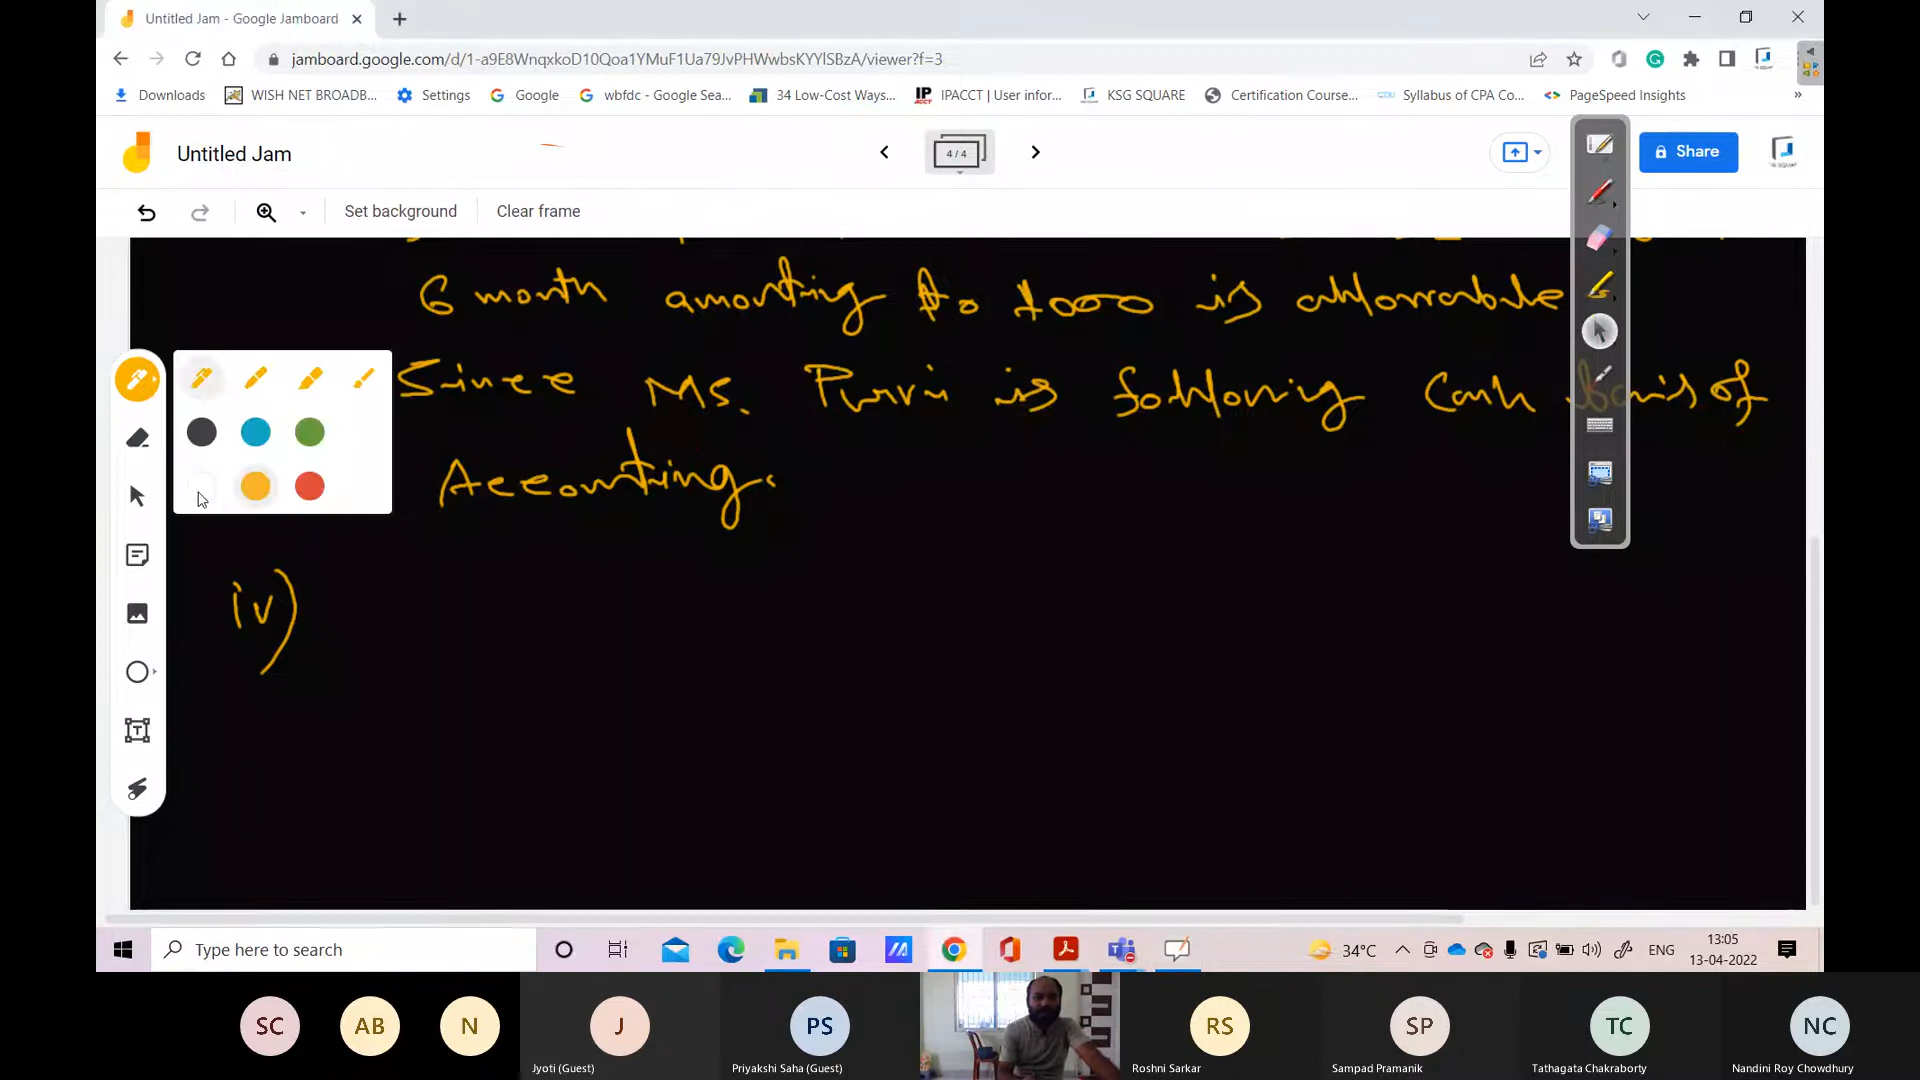 Untitled Jam - Google Jamboard
jamboard.google.com/d/1-a9E8WnqxkoD10Qoa1YMuF1Ua79JvPHWwbsKYYlSBzA/viewer?f=3
Downloads WISH NET BROADB... Settings Google wbfdc - Google Sea... 34 Low-Cost Ways... IPACCT | User infor... KSG SQUARE Certification Course... Syllabus of CPA Co... PageSpeed Insights »
Untitled Jam 4 / 4 Share
Set background Clear frame
6 month amounting to 1000 is allowable
Since Ms. Purvi is following Cash basis of
Accounting.
iv)
Type here to search 34°C ENG 13:05
13-04-2022
SC AB N J PS RS SP TC NC
Jyoti (Guest) Priyakshi Saha (Guest) Roshni Sarkar Sampad Pramanik Tathagata Chakraborty Nandini Roy Chowdhury